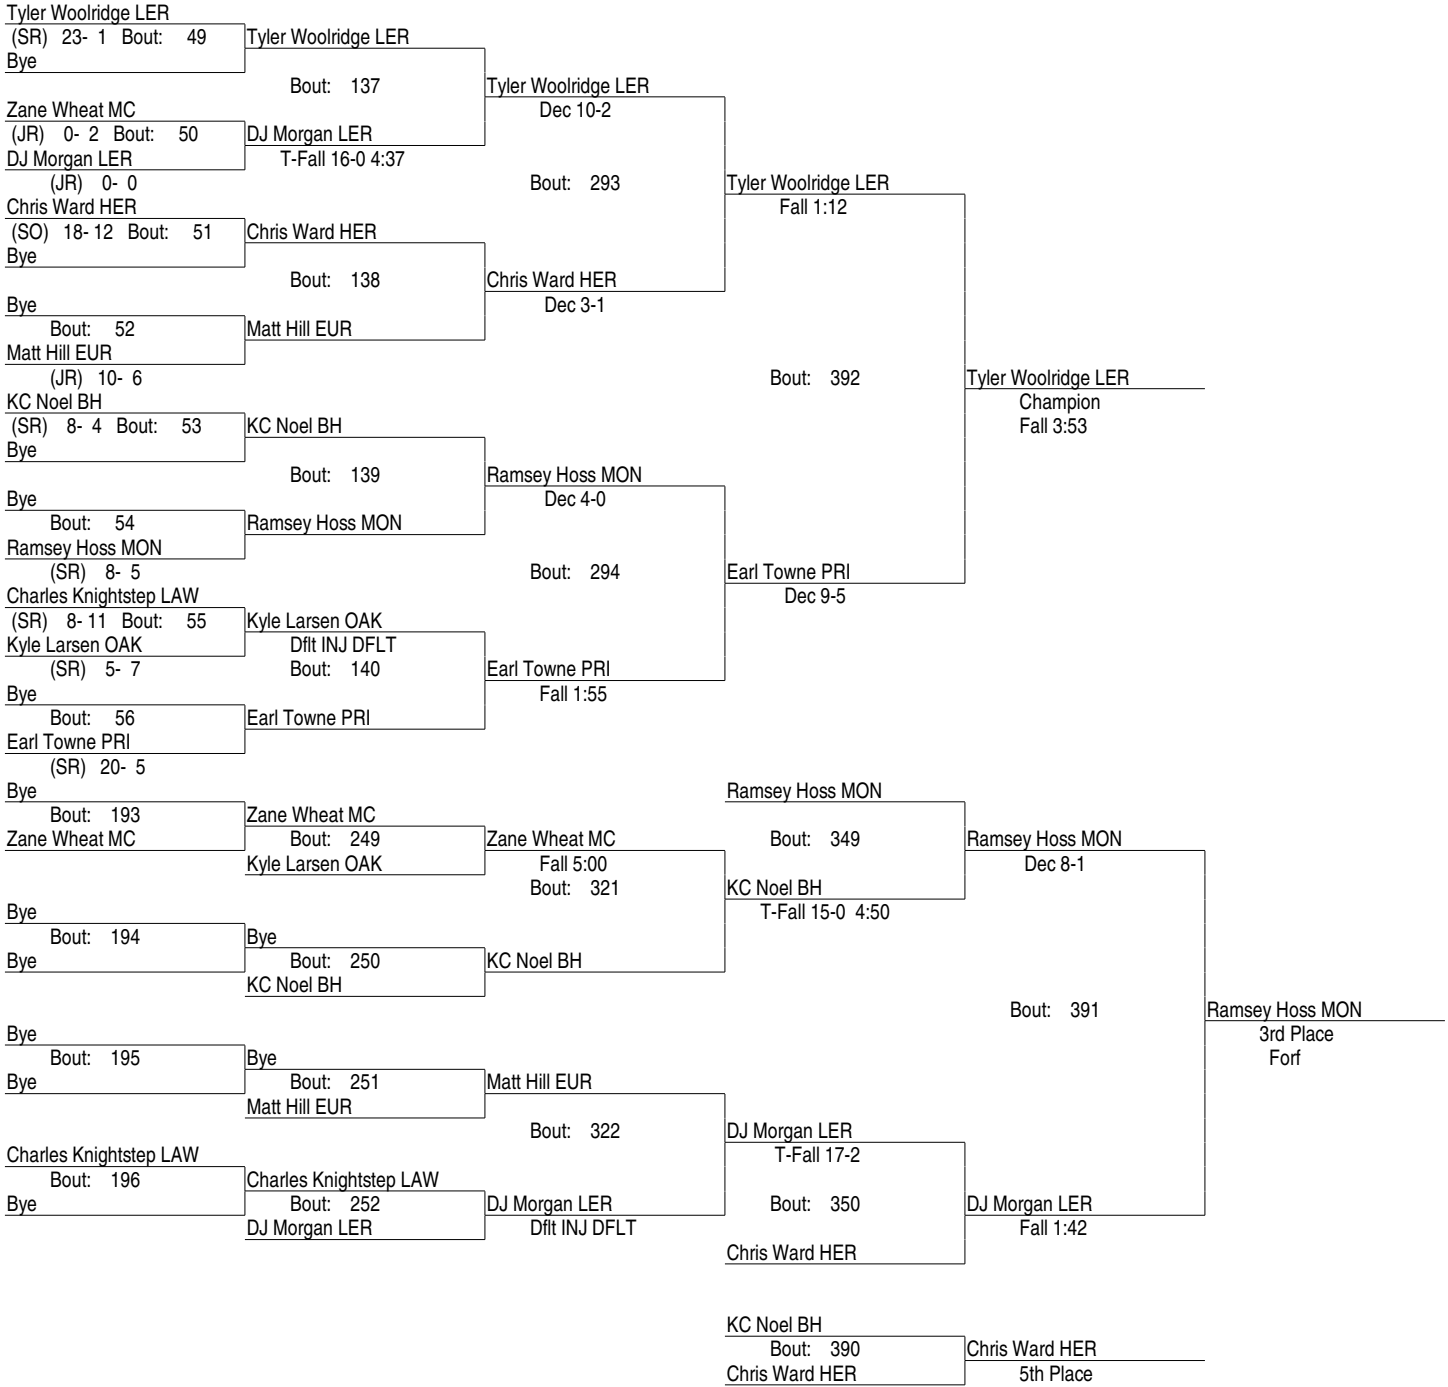 Tyler Woolridge LER
(SR) 23- 1 Bout: 49 Tyler Woolridge LER
Bye
Bout: 137 Tyler Woolridge LER
Zane Wheat MC Dec 10-2
(JR) 0- 2 Bout: 50 DJ Morgan LER
DJ Morgan LER T-Fall 16-0 4:37
(JR) 0- 0 Bout: 293 Tyler Woolridge LER
Chris Ward HER Fall 1:12
(SO) 18- 12 Bout: 51 Chris Ward HER
Bye
Bout: 138 Chris Ward HER
Bye Dec 3-1
Bout: 52 Matt Hill EUR
Matt Hill EUR
(JR) 10- 6 Bout: 392 Tyler Woolridge LER
KC Noel BH Champion
(SR) 8- 4 Bout: 53 KC Noel BH Fall 3:53
Bye
Bout: 139 Ramsey Hoss MON
Bye Dec 4-0
Bout: 54 Ramsey Hoss MON
Ramsey Hoss MON
(SR) 8- 5 Bout: 294 Earl Towne PRI
Charles Knightstep LAW Dec 9-5
(SR) 8- 11 Bout: 55 Kyle Larsen OAK
Kyle Larsen OAK Dflt INJ DFLT
(SR) 5- 7 Bout: 140 Earl Towne PRI
Bye Fall 1:55
Bout: 56 Earl Towne PRI
Earl Towne PRI
(SR) 20- 5
Bye Ramsey Hoss MON
Bout: 193 Zane Wheat MC
Zane Wheat MC Bout: 249 Zane Wheat MC Bout: 349 Ramsey Hoss MON
Kyle Larsen OAK Fall 5:00 Dec 8-1
Bout: 321 KC Noel BH
Bye T-Fall 15-0 4:50
Bout: 194 Bye
Bye Bout: 250 KC Noel BH
KC Noel BH
Bout: 391 Ramsey Hoss MON
Bye 3rd Place
Bout: 195 Bye Forf
Bye Bout: 251 Matt Hill EUR
Matt Hill EUR
Bout: 322 DJ Morgan LER
Charles Knightstep LAW T-Fall 17-2
Bout: 196 Charles Knightstep LAW
Bye Bout: 252 DJ Morgan LER Bout: 350 DJ Morgan LER
DJ Morgan LER Dflt INJ DFLT Fall 1:42
Chris Ward HER
KC Noel BH
Bout: 390 Chris Ward HER
Chris Ward HER 5th Place